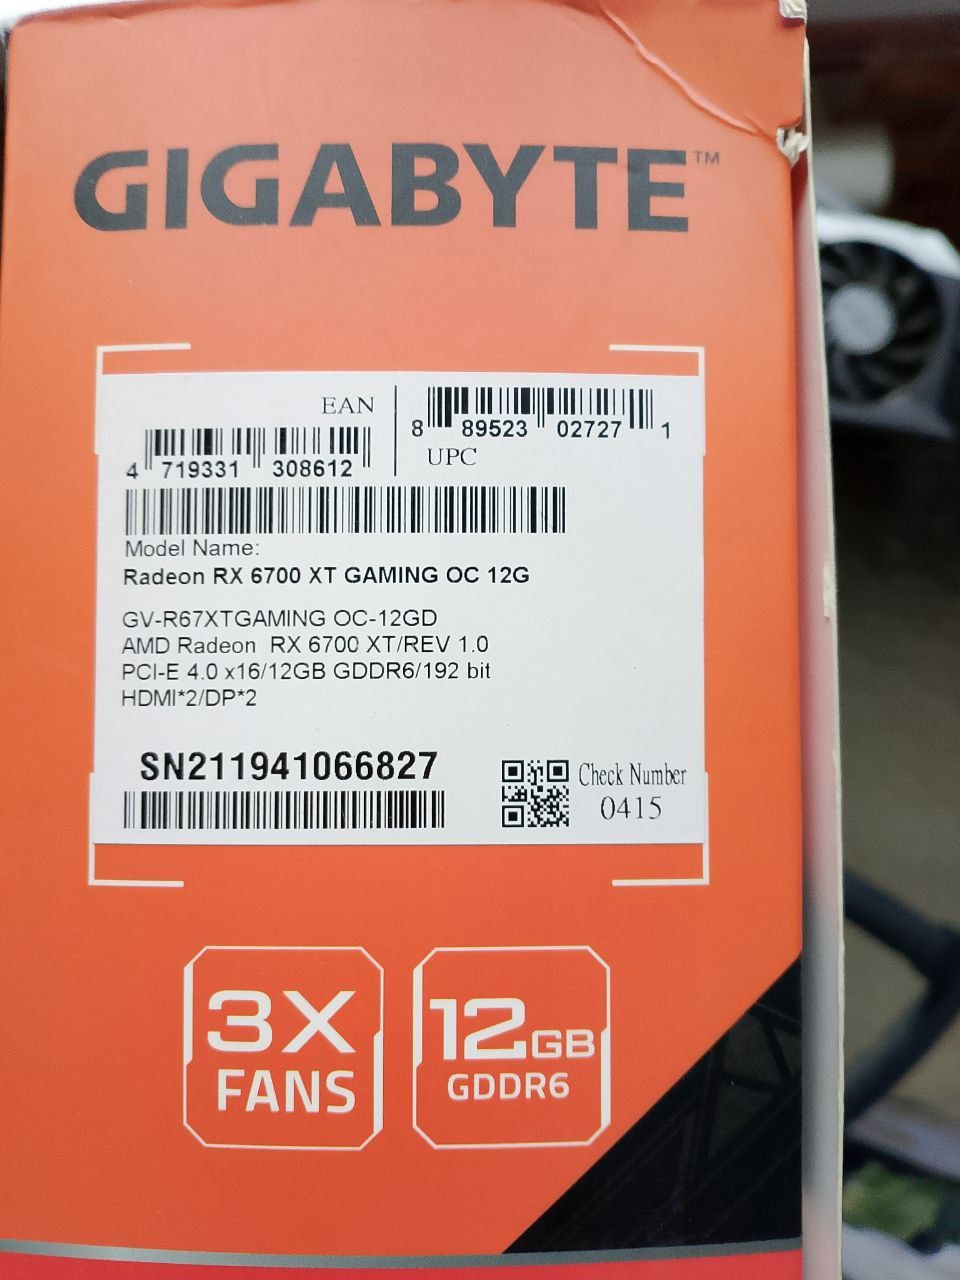 GIGABYTE™
EAN
4 719331 308612
8 89523 02727 1
UPC
Model Name:
Radeon RX 6700 XT GAMING OC 12G
GV-R67XTGAMING OC-12GD
AMD Radeon RX 6700 XT/REV 1.0
PCI-E 4.0 x16/12GB GDDR6/192 bit
HDMI*2/DP*2
SN211941066827
Check Number
0415
3X
FANS
12GB
GDDR6